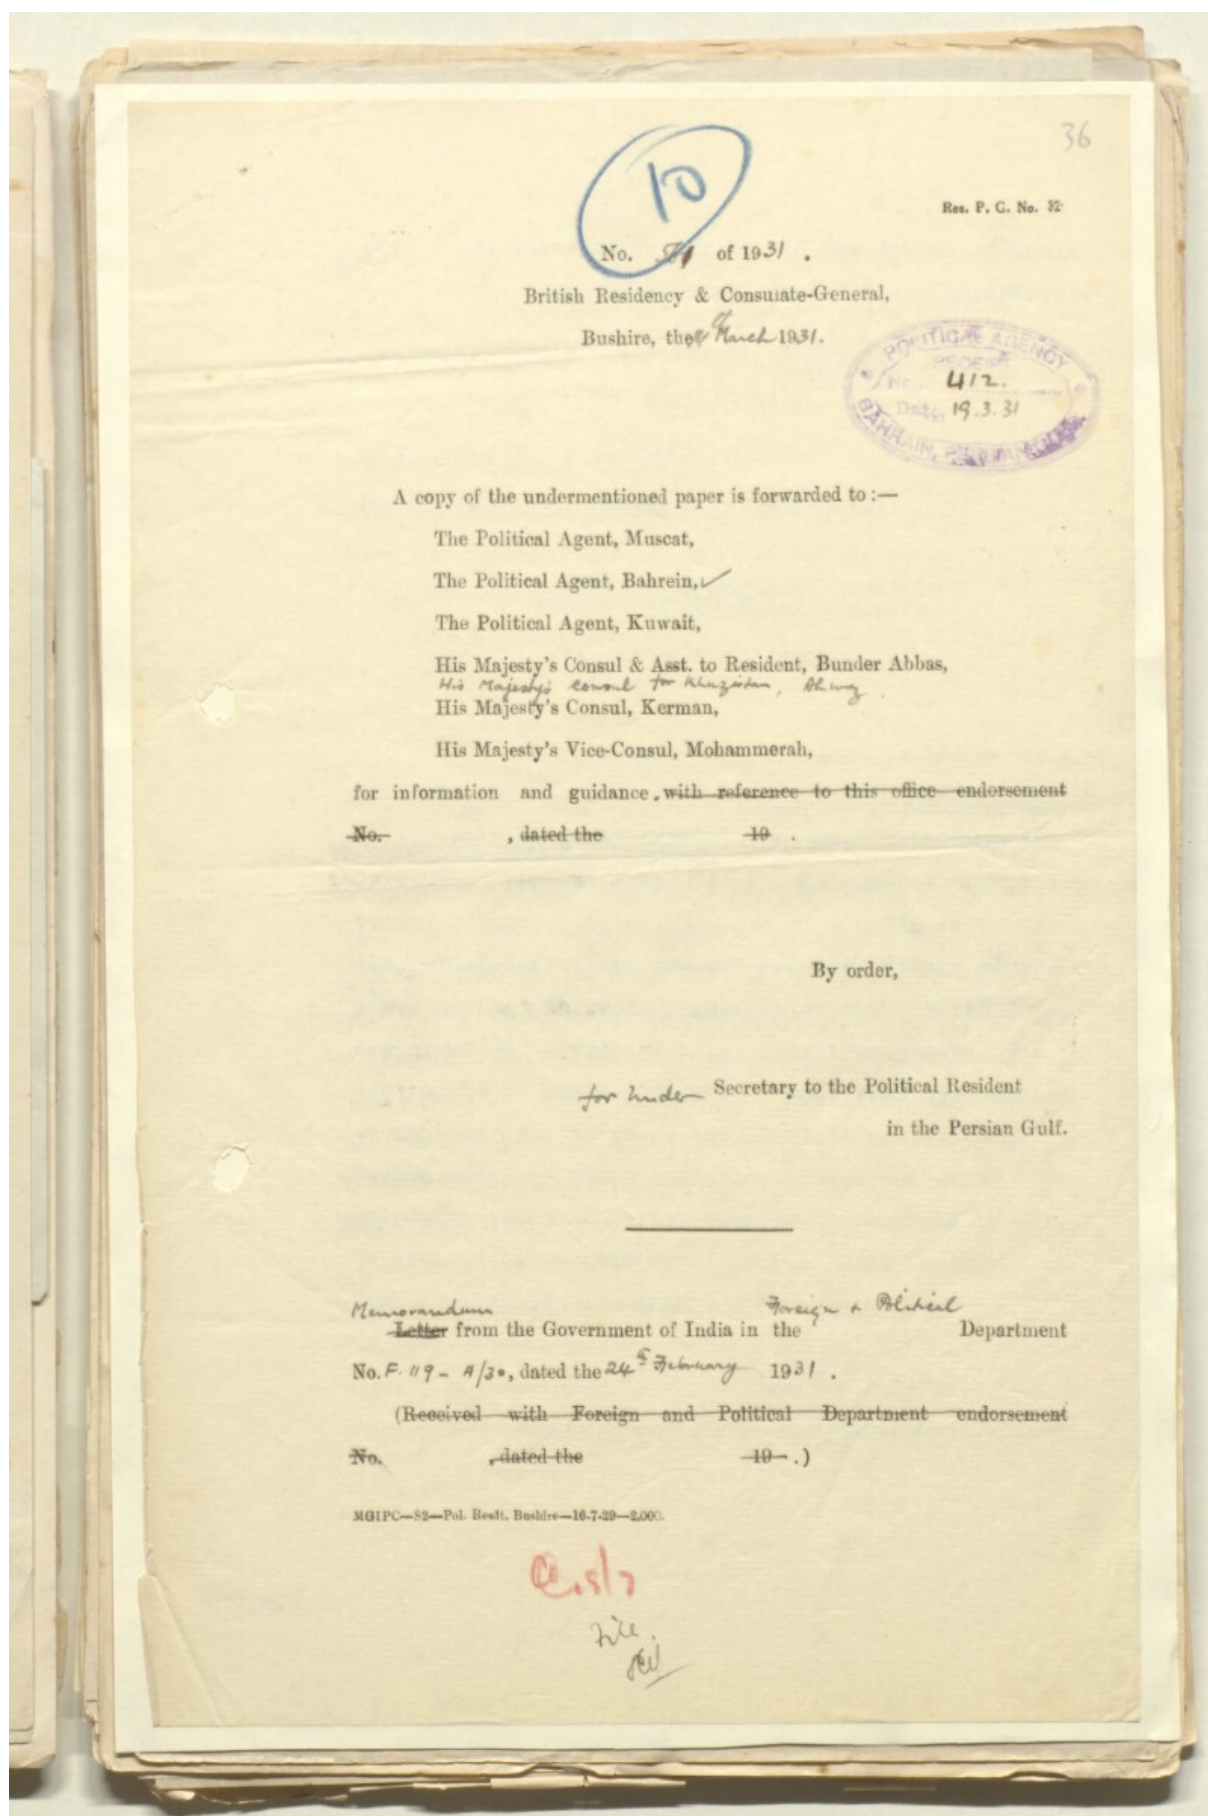 36
10
Res. P. C. No. 32
No. of 1931.
British Residency & Consulate-General,
Bushire, the March 1931.
POLITICAL AGENCY
RECEIPT
No. 412.
Date. 19.3.31
BAHRAIN,
A copy of the undermentioned paper is forwarded to :—
The Political Agent, Muscat,
The Political Agent, Bahrein, ✓
The Political Agent, Kuwait,
His Majesty's Consul & Asst. to Resident, Bunder Abbas,
His Majesty's Consul for Khuzistan, Ahwaz.
His Majesty's Consul, Kerman,
His Majesty's Vice-Consul, Mohammerah,
for information and guidance, with reference to this office endorsement
No. , dated the 19 .
By order,
for Under Secretary to the Political Resident
in the Persian Gulf.
Memorandum Foreign & Political
Letter from the Government of India in the Department
No. F. 119-A/30, dated the 24th February 1931.
(Received with Foreign and Political Department endorsement
No. , dated the 19 .)
MGIPC—S2—Pol. Resdt. Bushire—16-7-29—2,000.
File.